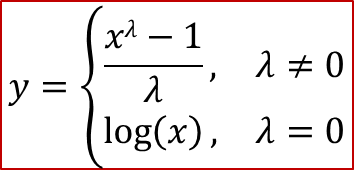 y = { (x^λ − 1)/λ , λ ≠ 0
log(x) , λ = 0